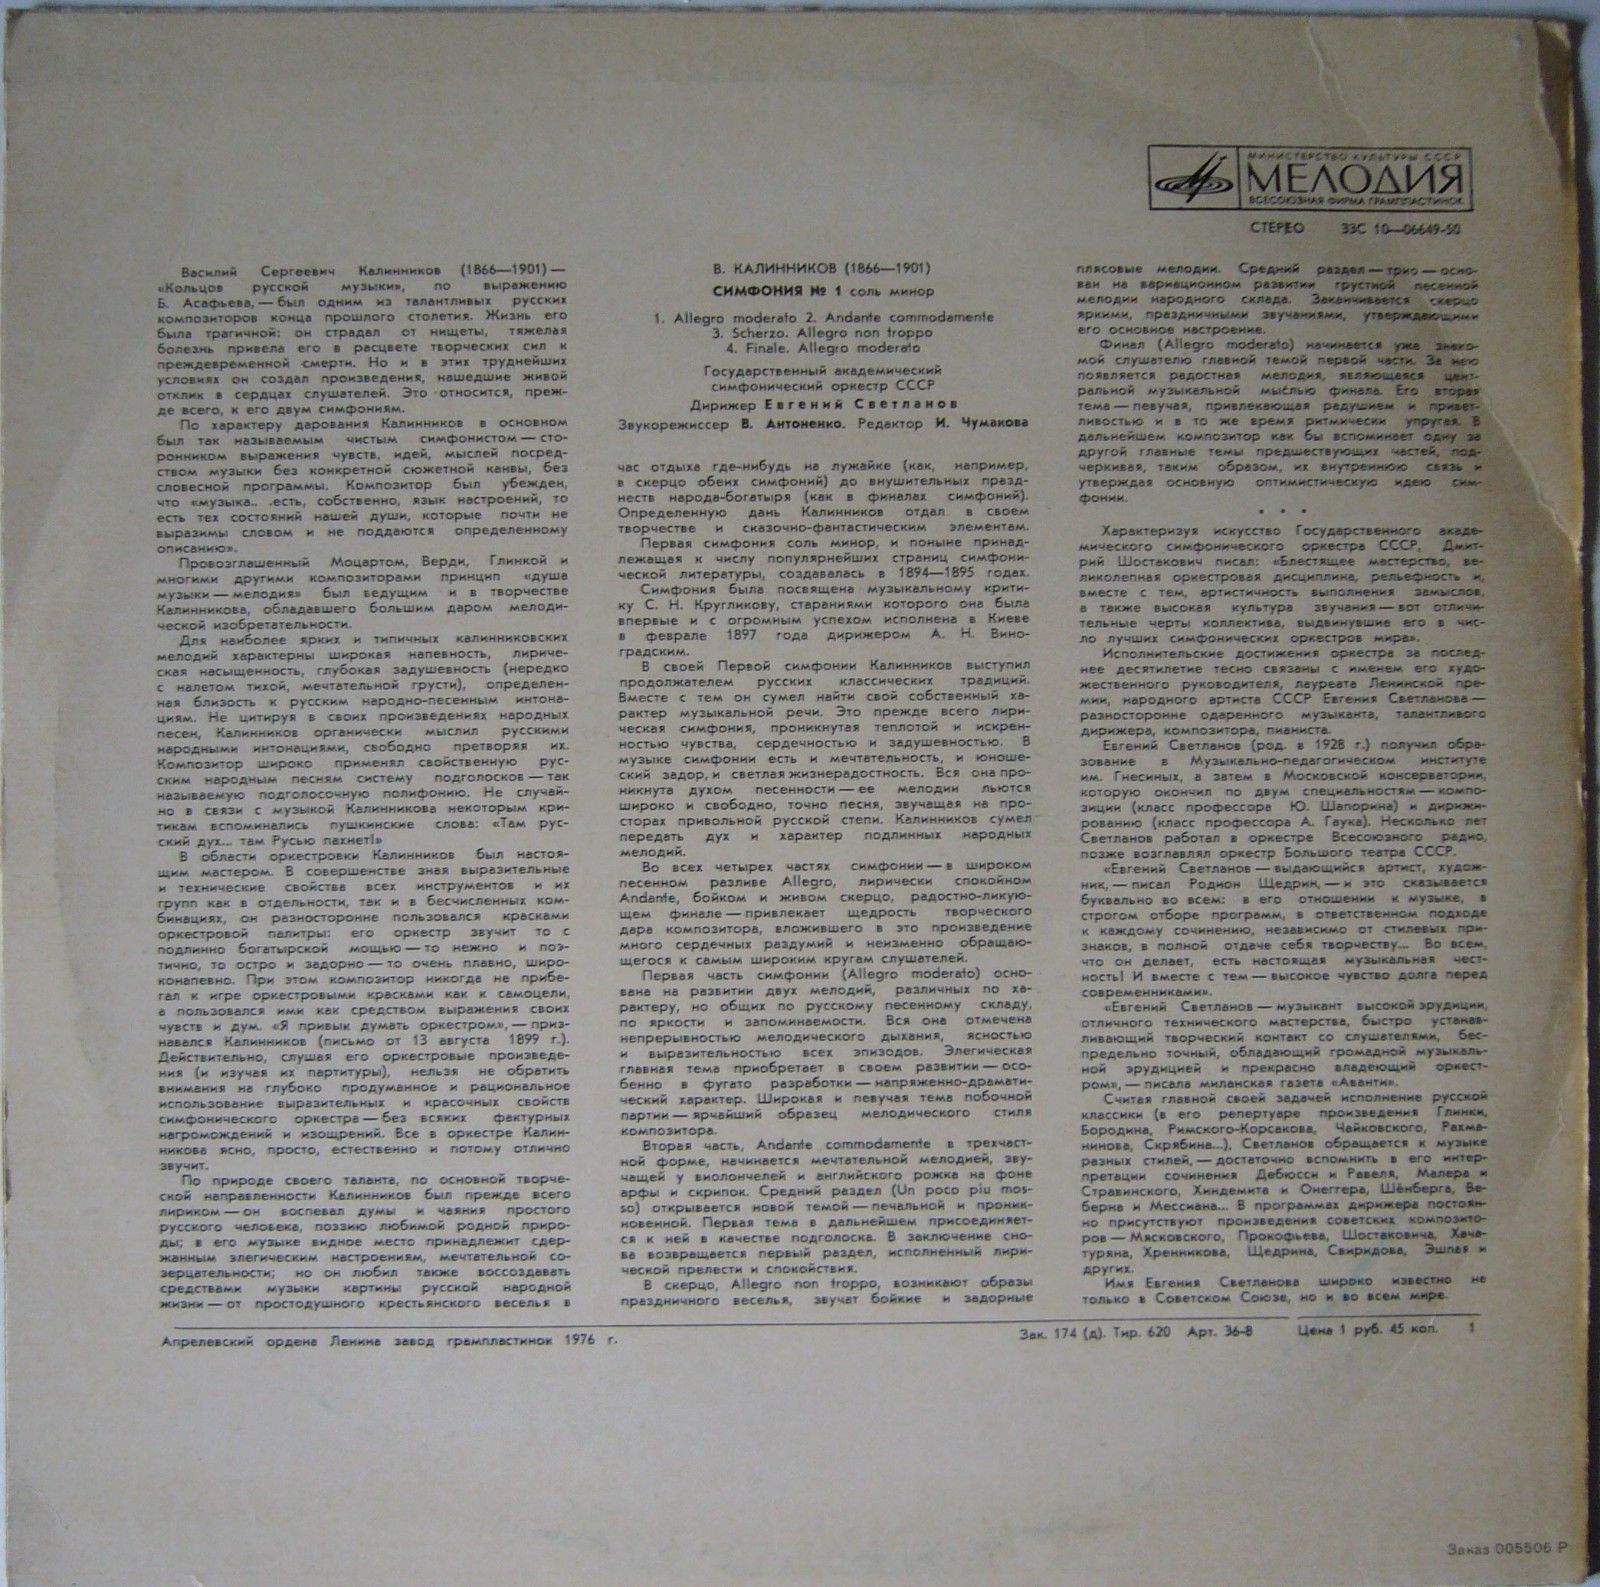 МИНИСТЕРСТВО КУЛЬТУРЫ СССР
МЕЛОДИЯ
ВСЕСОЮЗНАЯ ФИРМА ГРАМПЛАСТИНОК
СТЕРЕО 33С 10—06649-50
Василий Сергеевич Калинников (1866—1901) —
«Кольцов русской музыки», по выражению
Б. Асафьева, — был одним из талантливых русских
композиторов конца прошлого столетия. Жизнь его
была трагичной: он страдал от нищеты, тяжелая
болезнь привела его в расцвете творческих сил к
преждевременной смерти. Но и в этих труднейших
условиях он создал произведения, нашедшие живой
отклик в сердцах слушателей. Это относится, преж-
де всего, к его двум симфониям.
По характеру дарования Калинников в основном
был так называемым чистым симфонистом — сто-
ронником выражения чувств, идей, мыслей посред-
ством музыки без конкретной сюжетной канвы, без
словесной программы. Композитор был убежден,
что «музыка.. .есть, собственно, язык настроений, то
есть тех состояний нашей души, которые почти не
выразимы словом и не поддаются определенному
описанию».
Провозглашенный Моцартом, Верди, Глинкой и
многими другими композиторами принцип «душа
музыки — мелодия» был ведущим и в творчестве
Калинникова, обладавшего большим даром мелоди-
ческой изобретательности.
Для наиболее ярких и типичных калинниковских
мелодий характерны широкая напевность, лириче-
ская насыщенность, глубокая задушевность (нередко
с налетом тихой, мечтательной грусти), определен-
ная близость к русским народно-песенным интона-
циям. Не цитируя в своих произведениях народных
песен, Калинников органически мыслил русскими
народными интонациями, свободно претворяя их.
Композитор широко применял свойственную рус-
ским народным песням систему подголосков — так
называемую подголосочную полифонию. Не случай-
но в связи с музыкой Калинникова некоторым кри-
тикам вспоминались пушкинские слова: «Там рус-
ский дух... там Русью пахнет!»
В области оркестровки Калинников был настоя-
щим мастером. В совершенстве зная выразительные
и технические свойства всех инструментов и их
групп как в отдельности, так и в бесчисленных ком-
бинациях, он разносторонне пользовался красками
оркестровой палитры: его оркестр звучит то с
подлинно богатырской мощью — то нежно и поэ-
тично, то остро и задорно — то очень плавно, широ-
конапевно. При этом композитор никогда не прибе-
гал к игре оркестровыми красками как к самоцели,
а пользовался ими как средством выражения своих
чувств и дум. «Я привык думать оркестром», — приз-
навался Калинников (письмо от 13 августа 1899 г.).
Действительно, слушая его оркестровые произведе-
ния (и изучая их партитуры), нельзя не обратить
внимания на глубоко продуманное и рациональное
использование выразительных и красочных свойств
симфонического оркестра — без всяких фактурных
нагромождений и изощрений. Все в оркестре Калин-
никова ясно, просто, естественно и потому отлично
звучит.
По природе своего таланта, по основной творче-
ской направленности Калинников был прежде всего
лириком — он воспевал думы и чаяния простого
русского человека, поэзию любимой родной приро-
ды; в его музыке видное место принадлежит сдер-
жанным элегическим настроениям, мечтательной со-
зерцательности; но он любил также воссоздавать
средствами музыки картины русской народной
жизни — от простодушного крестьянского веселья в
В. КАЛИННИКОВ (1866—1901)
СИМФОНИЯ № 1 соль минор
1. Allegro moderato 2. Andante commodamente
3. Scherzo. Allegro non troppo
4. Finale. Allegro moderato
Государственный академический
симфонический оркестр СССР
Дирижер Евгений Светланов
Звукорежиссер В. Антоненко. Редактор И. Чумакова
час отдыха где-нибудь на лужайке (как, например,
в скерцо обеих симфоний) до внушительных празд-
неств народа-богатыря (как в финалах симфоний).
Определенную дань Калинников отдал в своем
творчестве и сказочно-фантастическим элементам.
Первая симфония соль минор, и поныне принад-
лежащая к числу популярнейших страниц симфони-
ческой литературы, создавалась в 1894—1895 годах.
Симфония была посвящена музыкальному крити-
ку С. Н. Кругликову, стараниями которого она была
впервые и с огромным успехом исполнена в Киеве
в феврале 1897 года дирижером А. Н. Вино-
градским.
В своей Первой симфонии Калинников выступил
продолжателем русских классических традиций.
Вместе с тем он сумел найти свой собственный ха-
рактер музыкальной речи. Это прежде всего лири-
ческая симфония, проникнутая теплотой и искрен-
ностью чувства, сердечностью и задушевностью. В
музыке симфонии есть и мечтательность, и юноше-
ский задор, и светлая жизнерадостность. Вся она про-
никнута духом песенности — ее мелодии льются
широко и свободно, точно песня, звучащая на про-
сторах привольной русской степи. Калинников сумел
передать дух и характер подлинных народных
мелодий.
Во всех четырех частях симфонии — в широком
песенном разливе Allegro, лирически спокойном
Andante, бойком и живом скерцо, радостно-ликую-
щем финале — привлекает щедрость творческого
дара композитора, вложившего в это произведение
много сердечных раздумий и неизменно обращаю-
щегося к самым широким кругам слушателей.
Первая часть симфонии (Allegro moderato) осно-
вана на развитии двух мелодий, различных по ха-
рактеру, но общих по русскому песенному складу,
по яркости и запоминаемости. Вся она отмечена
непрерывностью мелодического дыхания, ясностью
и выразительностью всех эпизодов. Элегическая
главная тема приобретает в своем развитии — осо-
бенно в фугато разработки — напряженно-драмати-
ческий характер. Широкая и певучая тема побочной
партии — ярчайший образец мелодического стиля
композитора.
Вторая часть, Andante commodamente в трехчаст-
ной форме, начинается мечтательной мелодией, зву-
чащей у виолончелей и английского рожка на фоне
арфы и скрипок. Средний раздел (Un poco piu mos-
so) открывается новой темой — печальной и проник-
новенной. Первая тема в дальнейшем присоединяет-
ся к ней в качестве подголоска. В заключение сно-
ва возвращается первый раздел, исполненный лири-
ческой прелести и спокойствия.
В скерцо, Allegro non troppo, возникают образы
праздничного веселья, звучат бойкие и задорные
плясовые мелодии. Средний раздел — трио — осно-
ван на вариационном развитии грустной песенной
мелодии народного склада. Заканчивается скерцо
яркими, праздничными звучаниями, утверждающими
его основное настроение.
Финал (Allegro moderato) начинается уже знако-
мой слушателю главной темой первой части. За нею
появляется радостная мелодия, являющаяся цент-
ральной музыкальной мыслью финала. Его вторая
тема — певучая, привлекающая радушием и привет-
ливостью и в то же время ритмически упругая. В
дальнейшем композитор как бы вспоминает одну за
другой главные темы предшествующих частей, под-
черкивая, таким образом, их внутреннюю связь и
утверждая основную оптимистическую идею сим-
фонии.
* * *
Характеризуя искусство Государственного акаде-
мического симфонического оркестра СССР, Дмит-
рий Шостакович писал: «Блестящее мастерство, ве-
ликолепная оркестровая дисциплина, рельефность и,
вместе с тем, артистичность выполнения замыслов,
а также высокая культура звучания — вот отличи-
тельные черты коллектива, выдвинувшие его в чис-
ло лучших симфонических оркестров мира».
Исполнительские достижения оркестра за послед-
нее десятилетие тесно связаны с именем его худо-
жественного руководителя, лауреата Ленинской пре-
мии, народного артиста СССР Евгения Светланова —
разносторонне одаренного музыканта, талантливого
дирижера, композитора, пианиста.
Евгений Светланов (род. в 1928 г.) получил обра-
зование в Музыкально-педагогическом институте
им. Гнесиных, а затем в Московской консерватории,
которую окончил по двум специальностям — компо-
зиции (класс профессора Ю. Шапорина) и дирижи-
рованию (класс профессора А. Гаука). Несколько лет
Светланов работал в оркестре Всесоюзного радио,
позже возглавлял оркестр Большого театра СССР.
«Евгений Светланов — выдающийся артист, худож-
ник, — писал Родион Щедрин, — и это сказывается
буквально во всем: в его отношении к музыке, в
строгом отборе программ, в ответственном подходе
к каждому сочинению, независимо от стилевых при-
знаков, в полной отдаче себя творчеству... Во всем,
что он делает, есть настоящая музыкальная чест-
ность! И вместе с тем — высокое чувство долга перед
современниками».
«Евгений Светланов — музыкант высокой эрудиции,
отличного технического мастерства, быстро устанав-
ливающий творческий контакт со слушателями, бес-
предельно точный, обладающий громадной музыкаль-
ной эрудицией и прекрасно владеющий оркест-
ром», — писала миланская газета «Аванти».
Считая главной своей задачей исполнение русской
классики (в его репертуаре произведения Глинки,
Бородина, Римского-Корсакова, Чайковского, Рахма-
нинова, Скрябина...), Светланов обращается к музыке
разных стилей, — достаточно вспомнить в его интер-
претации сочинения Дебюсси и Равеля, Малера и
Стравинского, Хиндемита и Онеггера, Шёнберга, Ве-
берна и Мессиана... В программах дирижера постоян-
но присутствуют произведения советских композито-
ров — Мясковского, Прокофьева, Шостаковича, Хача-
туряна, Хренникова, Щедрина, Свиридова, Эшпая и
других.
Имя Евгения Светланова широко известно не
только в Советском Союзе, но и во всем мире.
Апрелевский ордена Ленина завод грампластинок 1976 г. Зак. 174 (д). Тир. 620 Арт. 36-8 Цена 1 руб. 45 коп. 1
Заказ 005506 Р